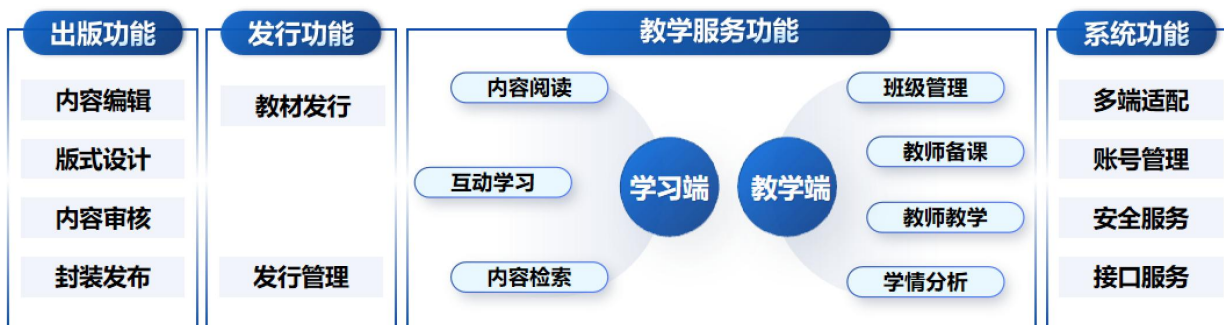 出版功能
内容编辑
版式设计
内容审核
封装发布
发行功能
教材发行
发行管理
教学服务功能
内容阅读
互动学习
内容检索
学习端
教学端
班级管理
教师备课
教师教学
学情分析
系统功能
多端适配
账号管理
安全服务
接口服务